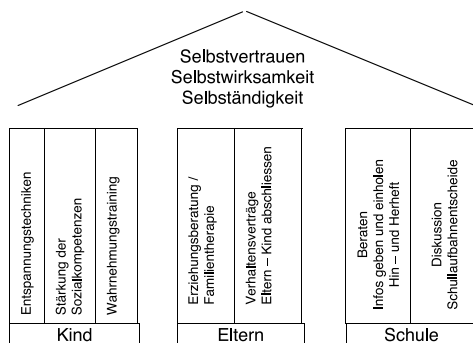 Selbstvertrauen
Selbstwirksamkeit
Selbständigkeit
Entspannungstechniken
Stärkung der
Sozialkompetenzen
Wahrnehmungstraining
Kind
Erziehungsberatung /
Familientherapie
Verhaltensverträge
Eltern – Kind abschliessen
Eltern
Beraten
Infos geben und einholen
Hin – und Herheft
Diskussion
Schullaufbahnentscheide
Schule